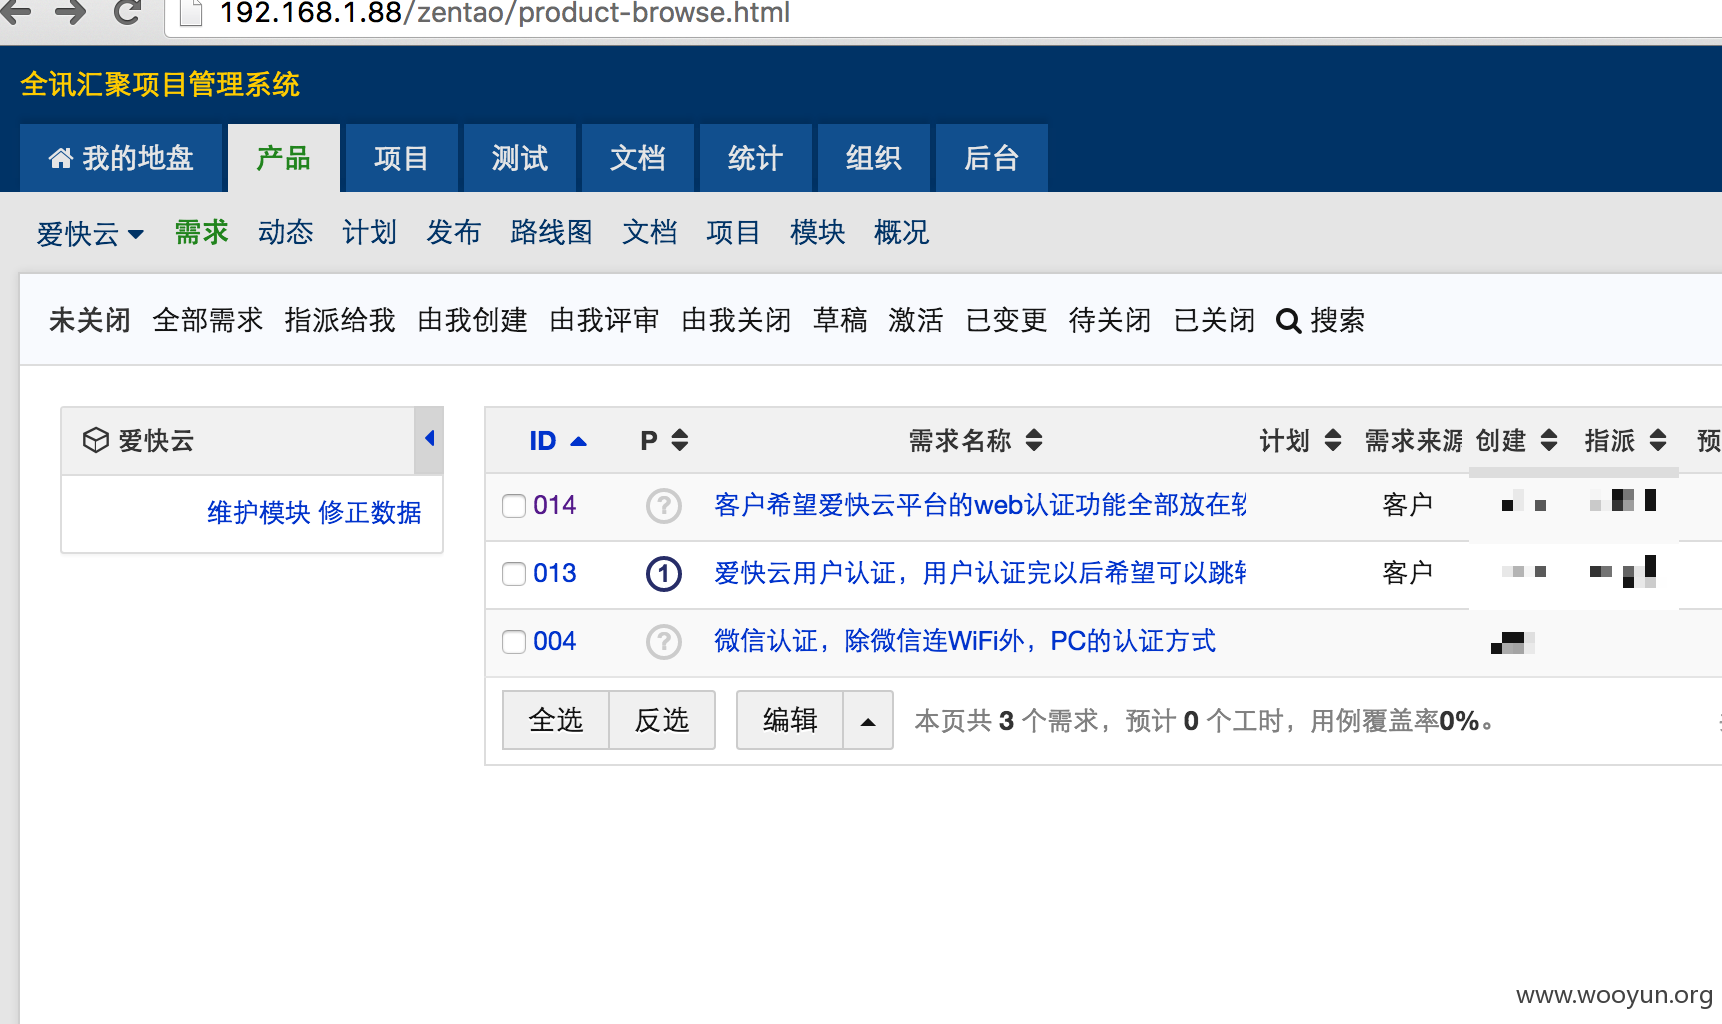 192.168.1.88/zentao/product-browse.html
全讯汇聚项目管理系统
我的地盘 产品 项目 测试 文档 统计 组织 后台
爱快云 需求 动态 计划 发布 路线图 文档 项目 模块 概况
未关闭 全部需求 指派给我 由我创建 由我评审 由我关闭 草稿 激活 已变更 待关闭 已关闭 搜索
爱快云
维护模块 修正数据
ID P 需求名称 计划 需求来源 创建 指派 预
014 ? 客户希望爱快云平台的web认证功能全部放在软 客户
013 1 爱快云用户认证，用户认证完以后希望可以跳转 客户
004 ? 微信认证，除微信连WiFi外，PC的认证方式
全选 反选 编辑 本页共 3 个需求，预计 0 个工时，用例覆盖率0%。
www.wooyun.org